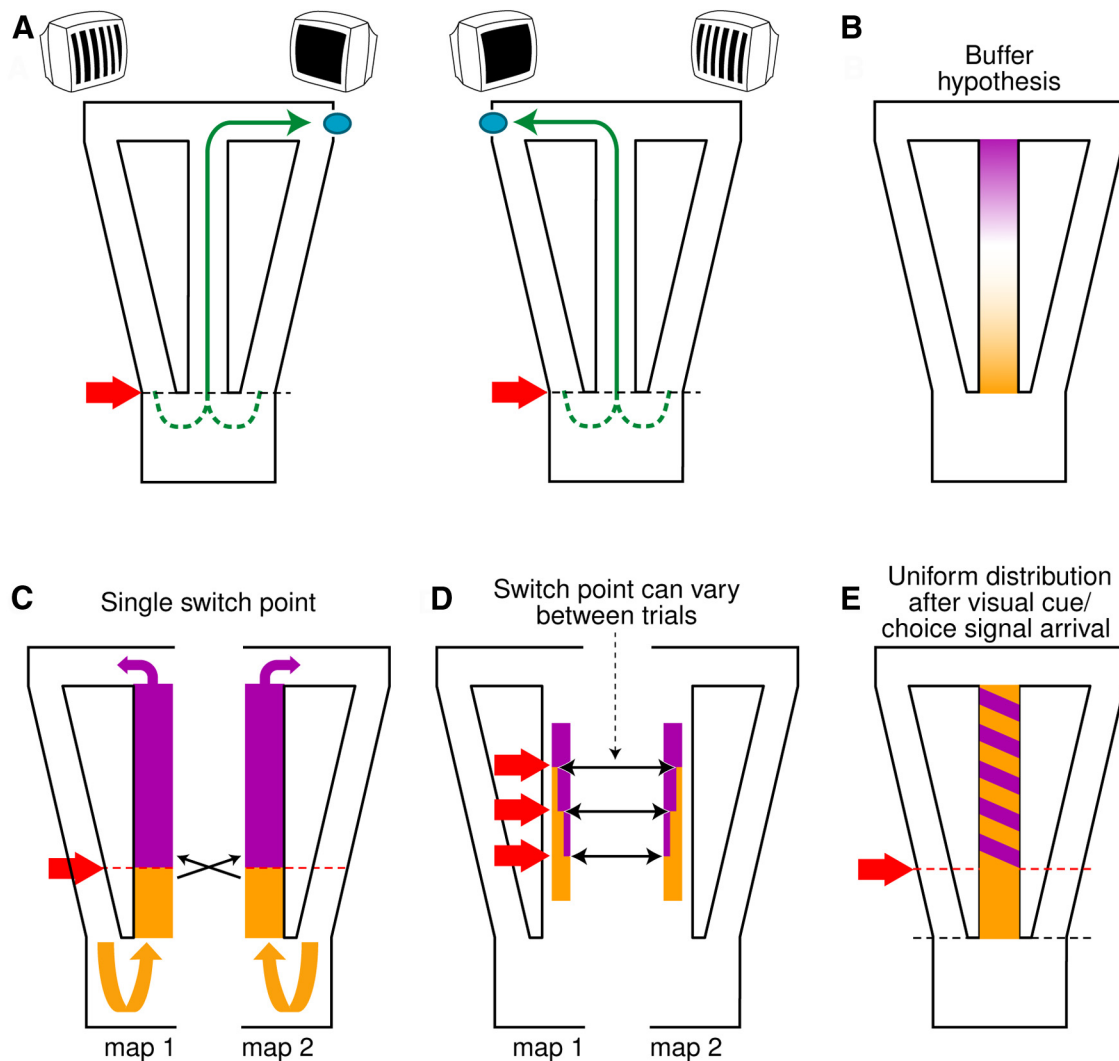 A
B
Buffer
hypothesis
C
Single switch point
D
Switch point can vary
between trials
E
Uniform distribution
after visual cue/
choice signal arrival
map 1
map 2
map 1
map 2